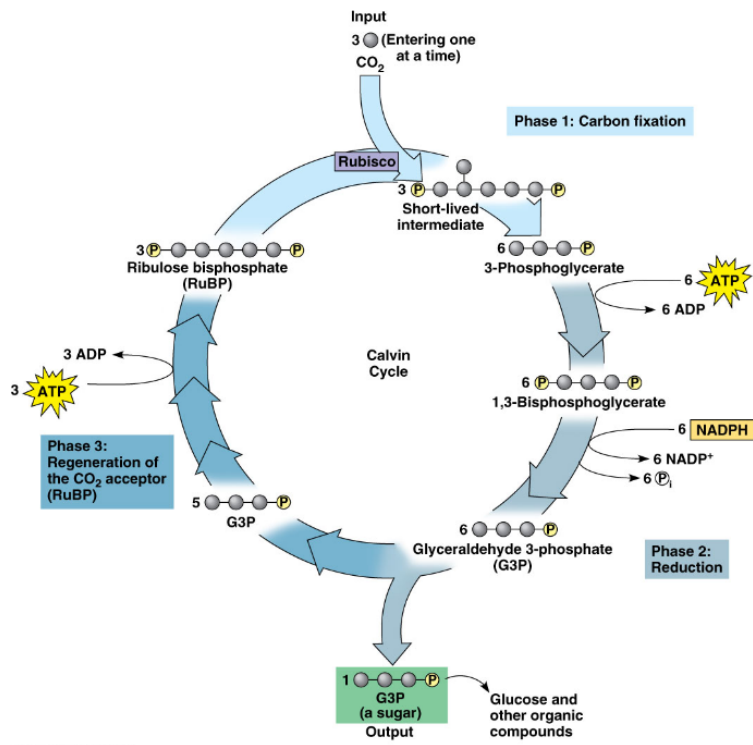 Input
3 (Entering one
at a time)
CO2
Phase 1: Carbon fixation
Rubisco
3 P P
Short-lived
intermediate
3 P P
Ribulose bisphosphate
(RuBP)
6 P
3-Phosphoglycerate
6 ATP
6 ADP
Calvin
Cycle
3 ADP
3 ATP
6 P P
1,3-Bisphosphoglycerate
6 NADPH
6 NADP+
6 Pi
Phase 3:
Regeneration of
the CO2 acceptor
(RuBP)
5 P
G3P
6 P
Glyceraldehyde 3-phosphate
(G3P)
Phase 2:
Reduction
1 P
G3P
(a sugar)
Output
Glucose and
other organic
compounds